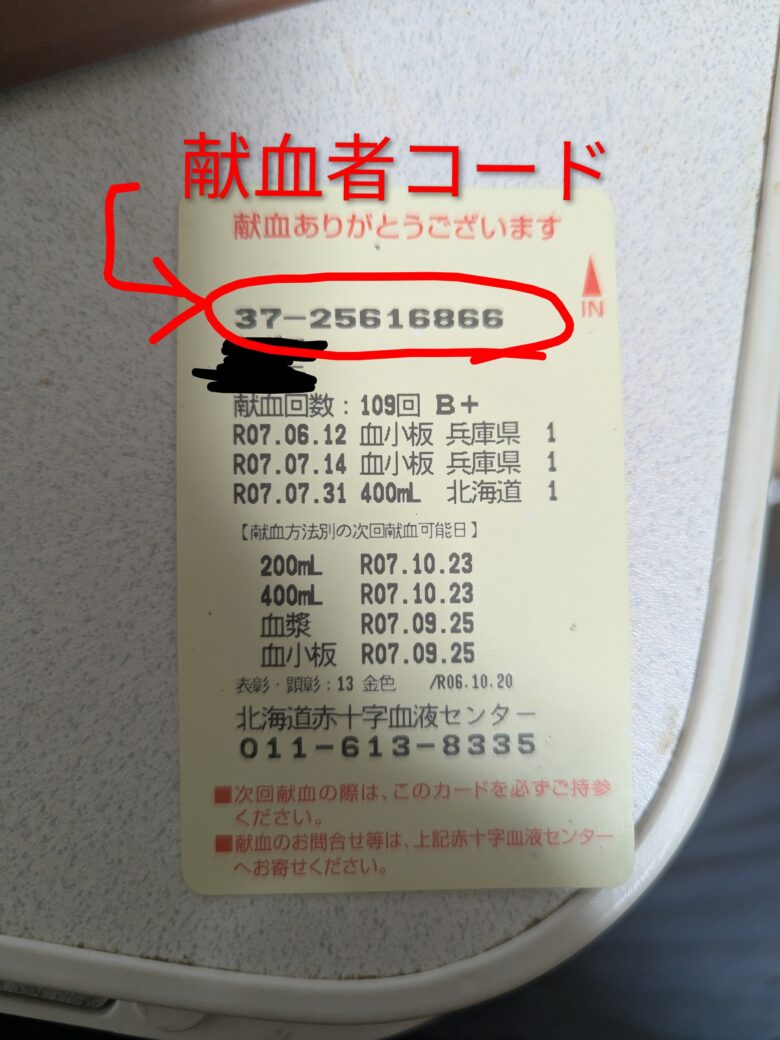 献血者コード
献血ありがとうございます
IN
37-25616866
献血回数：109回 B+
R07.06.12 血小板 兵庫県 1
R07.07.14 血小板 兵庫県 1
R07.07.31 400mL 北海道 1
【献血方法別の次回献血可能日】
200mL R07.10.23
400mL R07.10.23
血漿 R07.09.25
血小板 R07.09.25
表彰・顕彰：13 金色 /R06.10.20
北海道赤十字血液センター
011-613-8335
■次回献血の際は、このカードを必ずご持参
ください。
■献血のお問合せ等は、上記赤十字血液センター
へお寄せください。